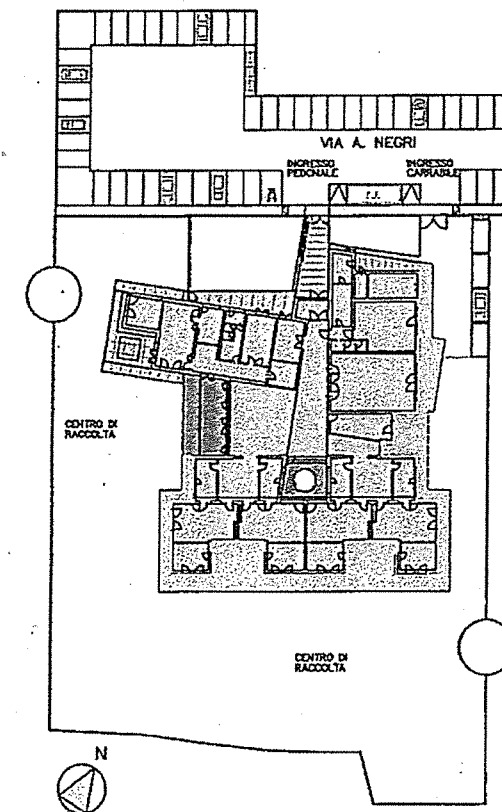 VIA A. NEGRI
INGRESSO
PEDONALE
INGRESSO
CARRABILE
CENTRO DI
RACCOLTA
CENTRO DI
RACCOLTA
N